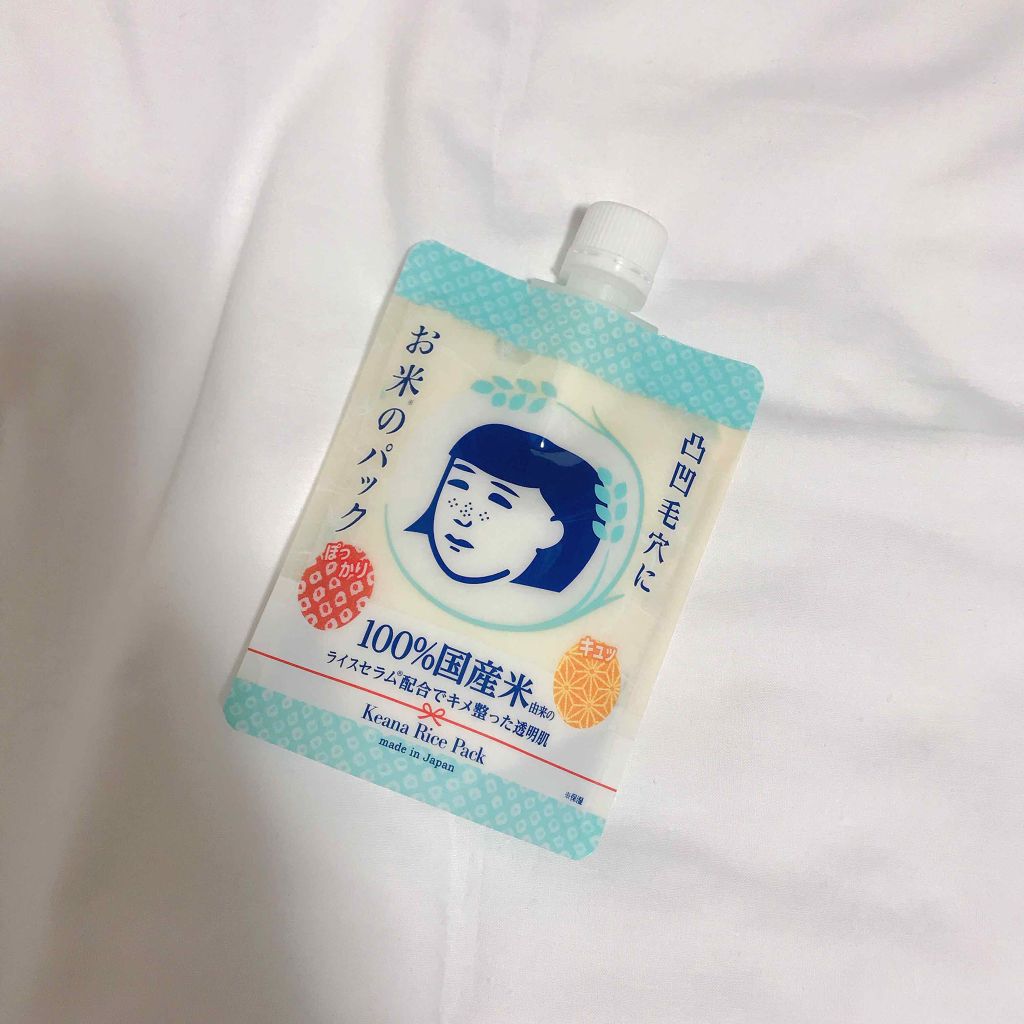 凸凹毛穴に
お米※のパック
ぽっ
かり
キュッ
100%国産米由来の
ライスセラム®配合でキメ整った透明肌
Keana Rice Pack
made in Japan
※保湿